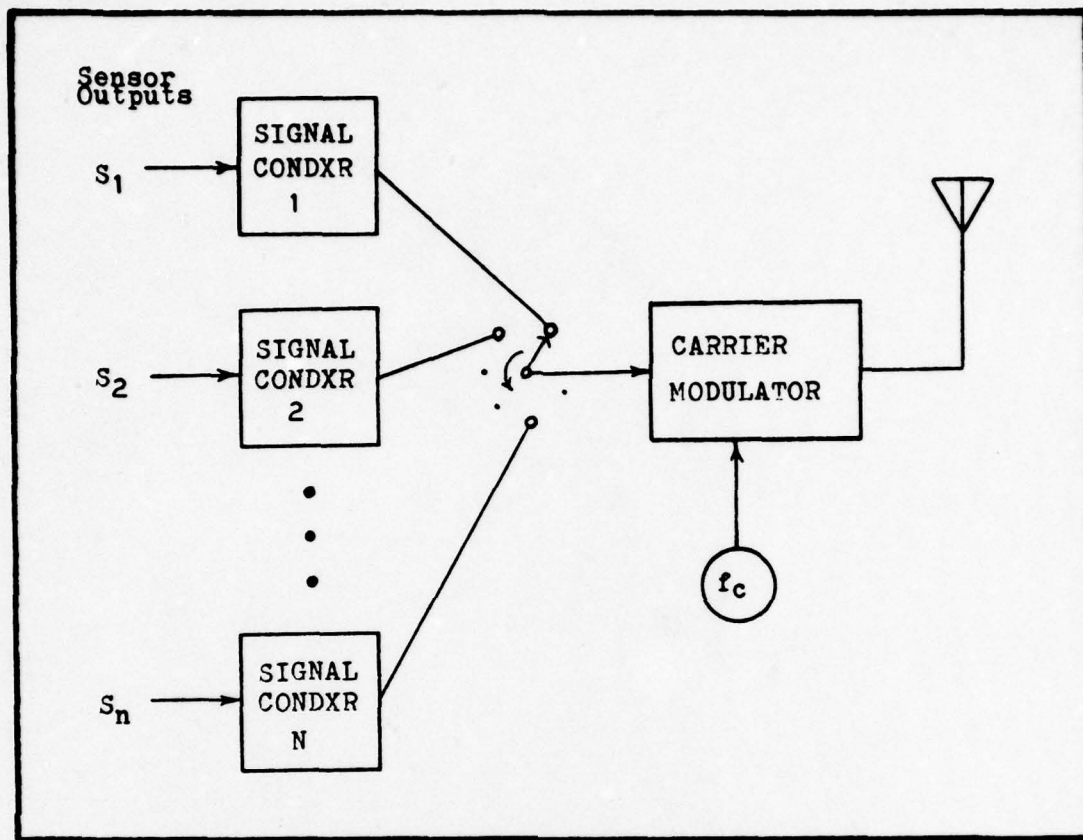 Sensor
Outputs
S1
SIGNAL
CONDXR
1
S2
SIGNAL
CONDXR
2
CARRIER
MODULATOR
fc
Sn
SIGNAL
CONDXR
N